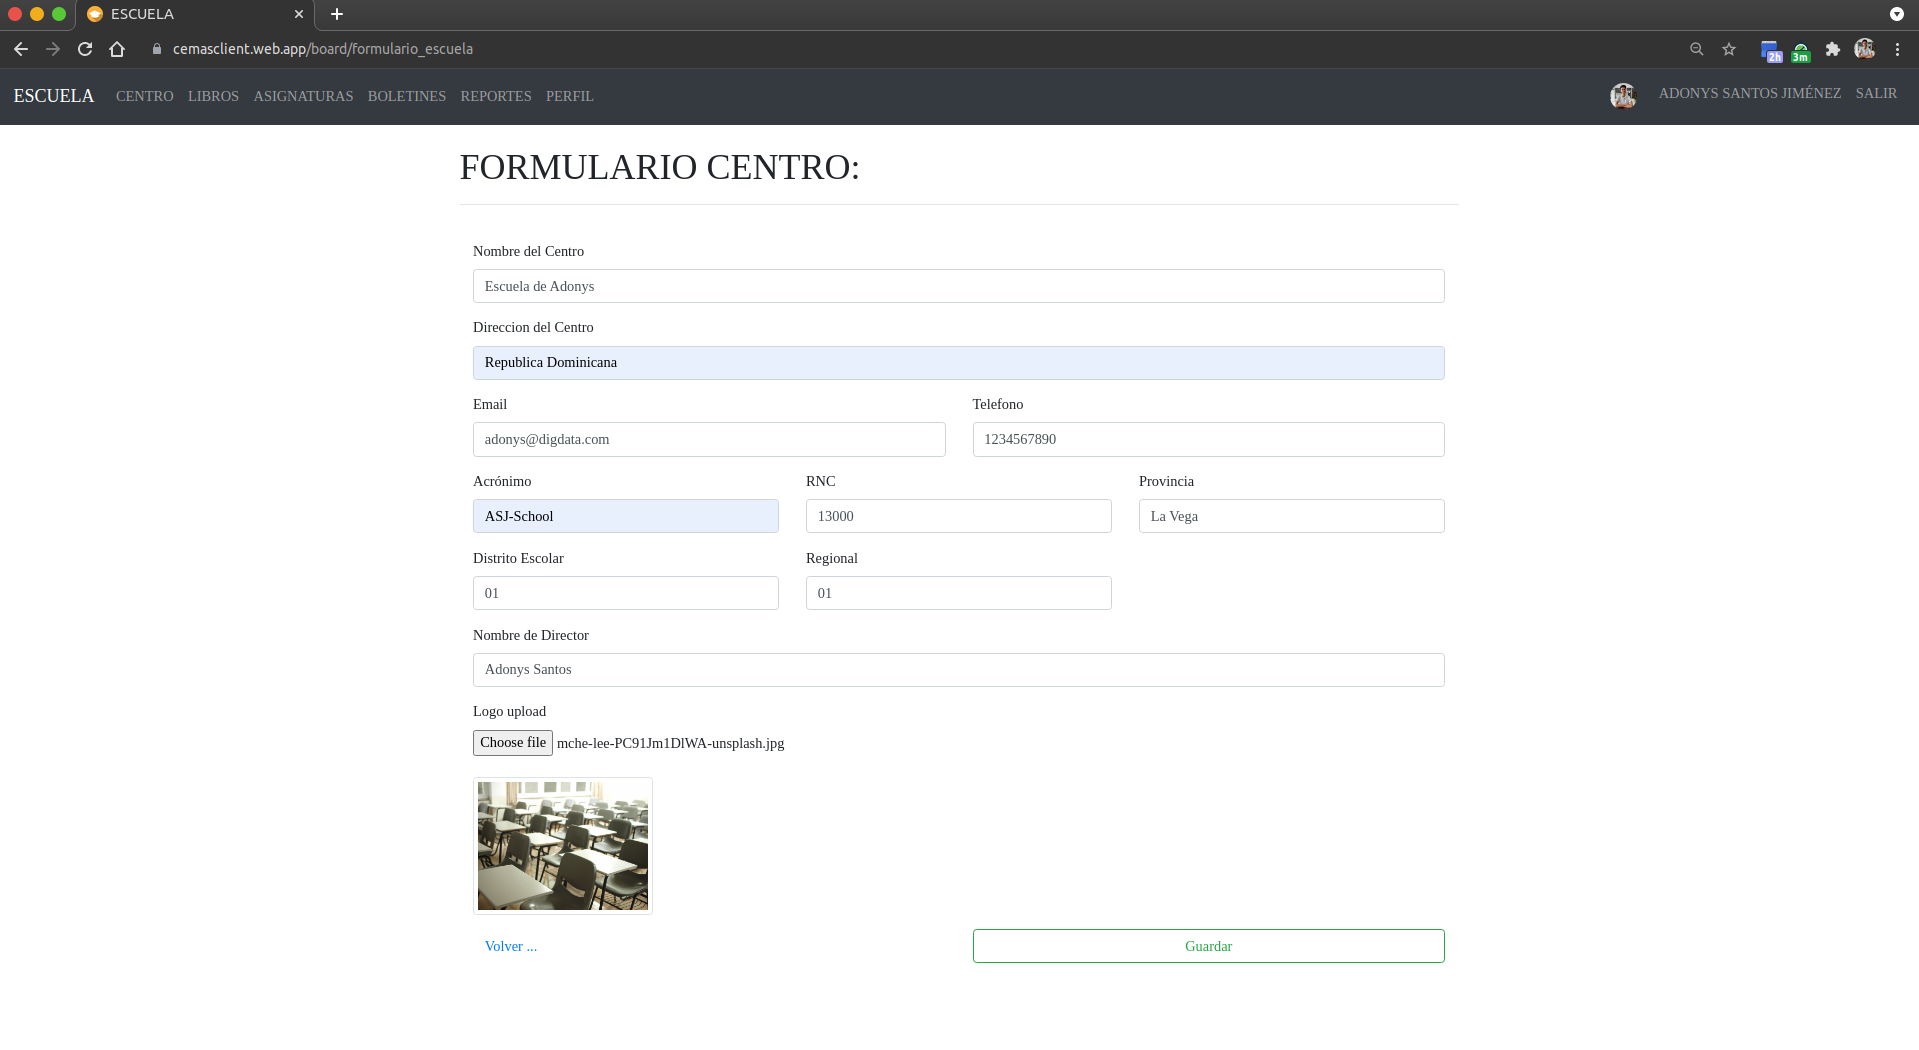 ESCUELA
cemasclient.web.app/board/formulario_escuela
2h 3m
ESCUELA CENTRO LIBROS ASIGNATURAS BOLETINES REPORTES PERFIL ADONYS SANTOS JIMÉNEZ SALIR
FORMULARIO CENTRO:
Nombre del Centro
Escuela de Adonys
Direccion del Centro
Republica Dominicana
Email Telefono
adonys@digdata.com 1234567890
Acrónimo RNC Provincia
ASJ-School 13000 La Vega
Distrito Escolar Regional
01 01
Nombre de Director
Adonys Santos
Logo upload
Choose file mche-lee-PC91Jm1DlWA-unsplash.jpg
Volver ... Guardar